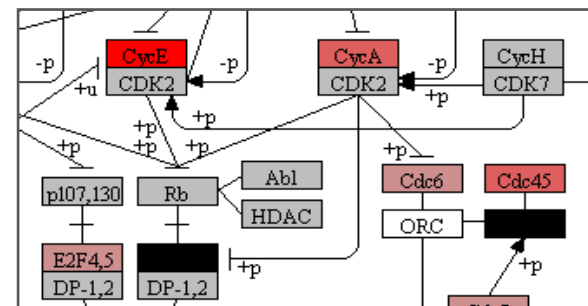 CycE
CycA
CycH
-p
-p
-p
CDK2
CDK2
CDK7
+u
+p
+p
+p
+p
+p
+p
+p
Abl
p107,130
Rb
Cdc6
Cdc45
HDAC
ORC
E2F4,5
+p
+p
DP-1,2
DP-1,2